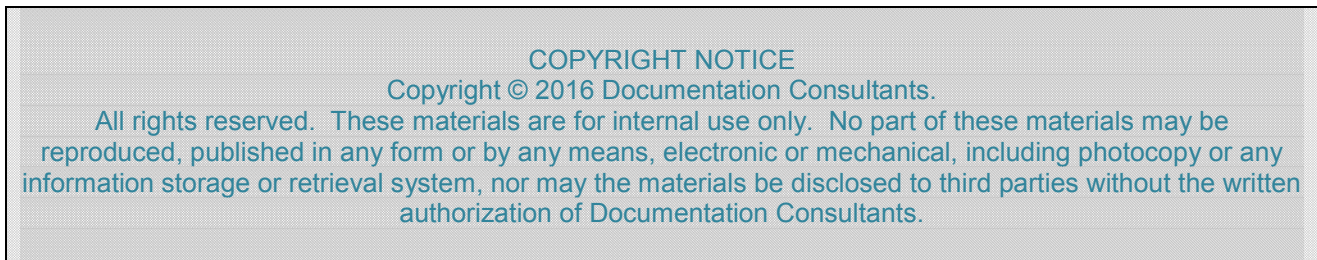 COPYRIGHT NOTICE
Copyright © 2016 Documentation Consultants.
All rights reserved.  These materials are for internal use only.  No part of these materials may be
reproduced, published in any form or by any means, electronic or mechanical, including photocopy or any
information storage or retrieval system, nor may the materials be disclosed to third parties without the written
authorization of Documentation Consultants.